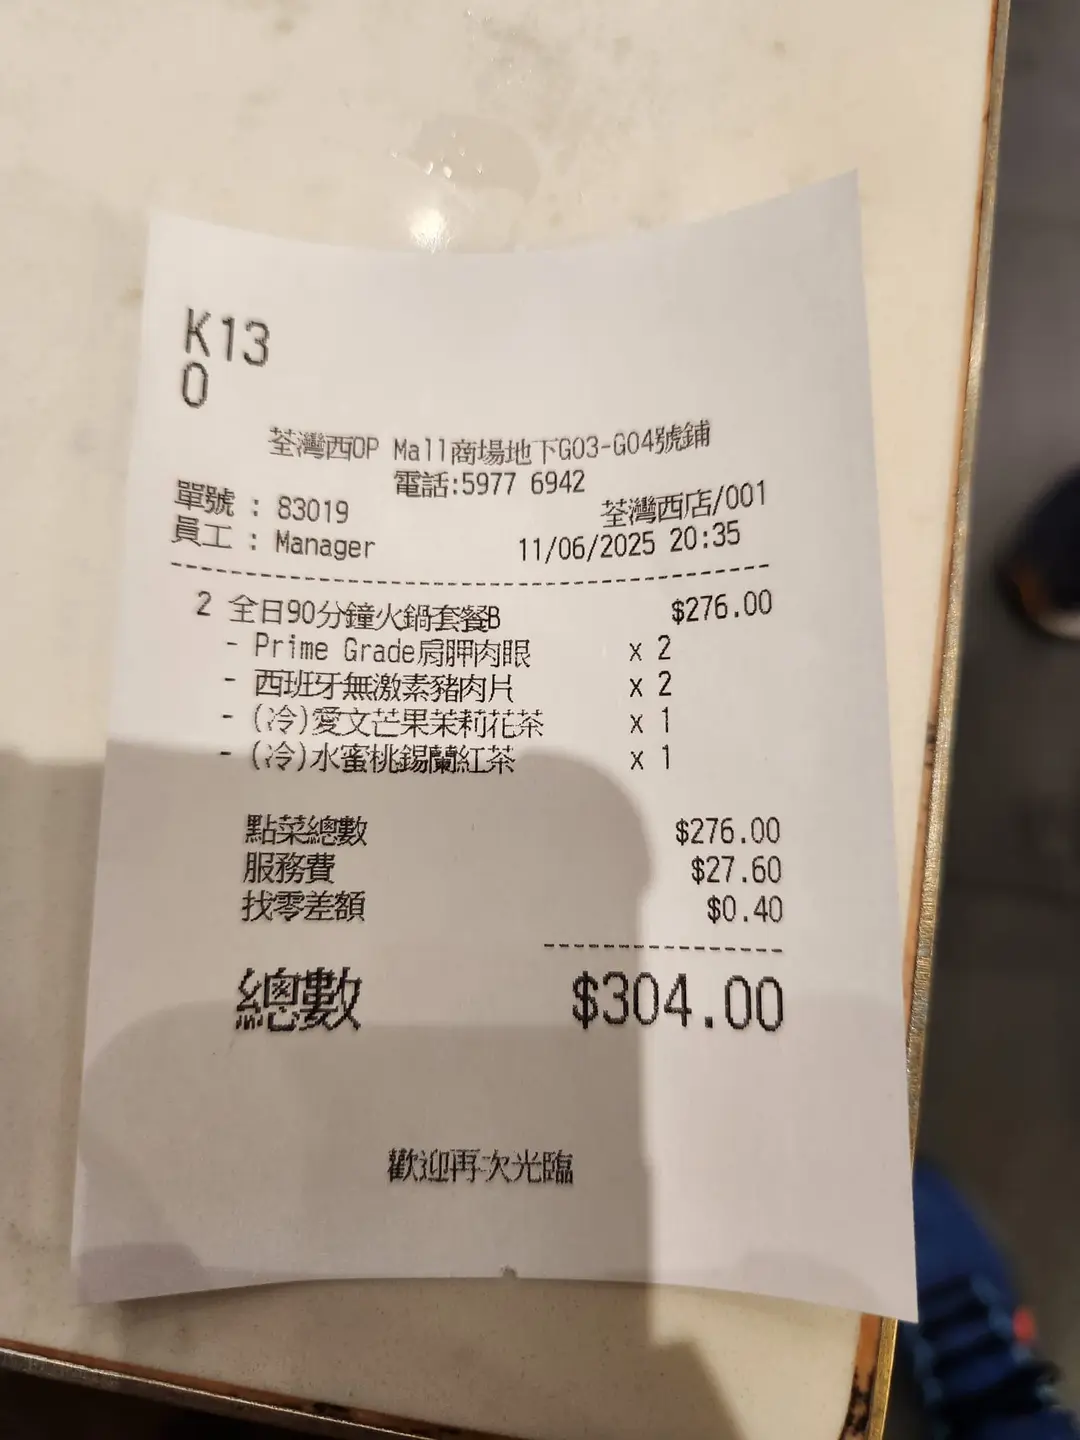 K13
0
荃灣西OP Mall商場地下G03-G04號鋪
電話:5977 6942
單號 : 83019 荃灣西店/001
員工 : Manager 11/06/2025 20:35
2 全日90分鐘火鍋套餐B $276.00
- Prime Grade肩胛肉眼 x 2
- 西班牙無激素豬肉片 x 2
- (冷)愛文芒果茉莉花茶 x 1
- (冷)水蜜桃錫蘭紅茶 x 1
點菜總數 $276.00
服務費 $27.60
找零差額 $0.40
總數 $304.00
歡迎再次光臨